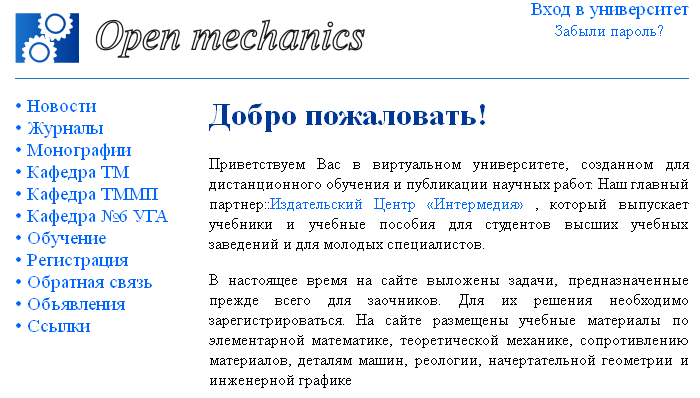 Open mechanics
Вход в университет
Забыли пароль?
• Новости
• Журналы
• Монографии
• Кафедра ТМ
• Кафедра ТММП
• Кафедра №6 УГА
• Обучение
• Регистрация
• Обратная связь
• Объявления
• Ссылки
Добро пожаловать!
Приветствуем Вас в виртуальном университете, созданном для
дистанционного обучения и публикации научных работ. Наш главный
партнер::Издательский Центр «Интермедия» , который выпускает
учебники и учебные пособия для студентов высших учебных
заведений и для молодых специалистов.
В настоящее время на сайте выложены задачи, предназначенные
прежде всего для заочников. Для их решения необходимо
зарегистрироваться. На сайте размещены учебные материалы по
элементарной математике, теоретической механике, сопротивлению
материалов, деталям машин, реологии, начертательной геометрии и
инженерной графике